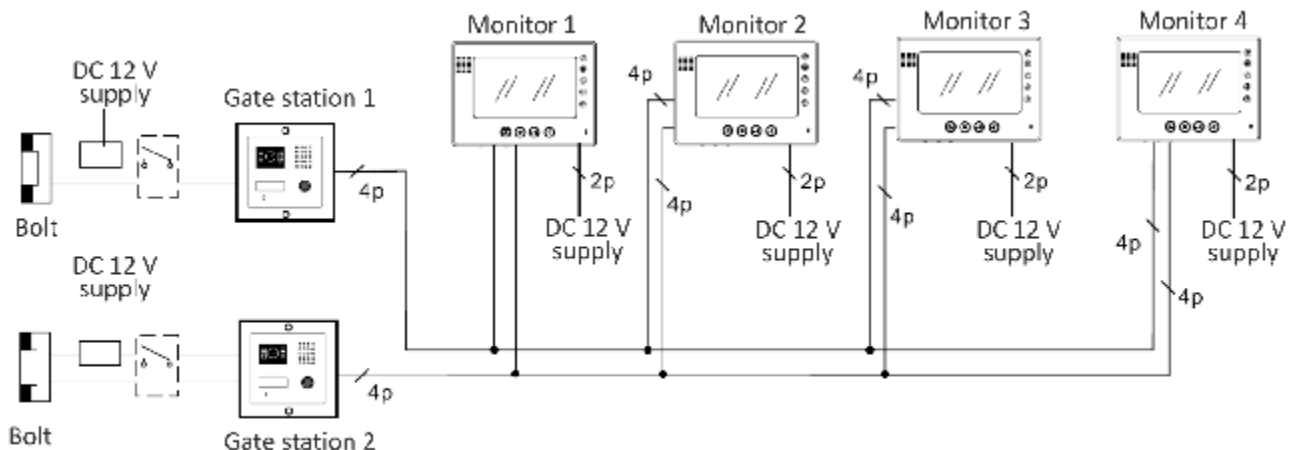 Monitor 1
Monitor 2
Monitor 3
Monitor 4
DC 12 V
supply
Gate station 1
4p
4p
Bolt
4p
2p
4p
2p
4p
2p
4p
2p
DC 12 V
supply
DC 12 V
supply
DC 12 V
supply
DC 12 V
supply
4p
DC 12 V
supply
4p
4p
Bolt
Gate station 2